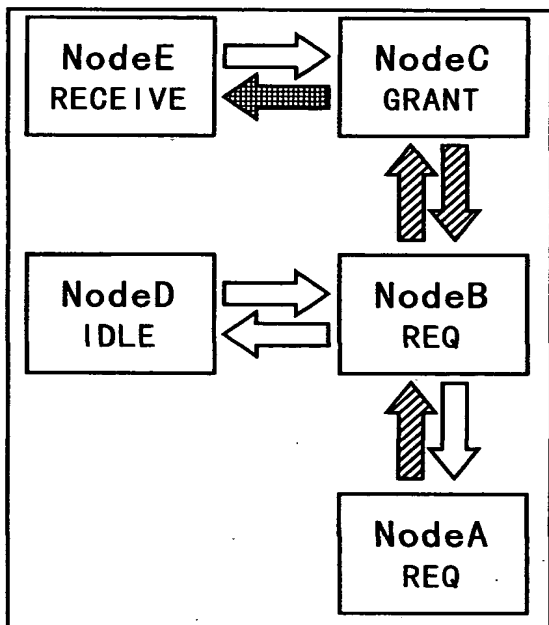 NodeE
RECEIVE
NodeC
GRANT
NodeD
IDLE
NodeB
REQ
NodeA
REQ